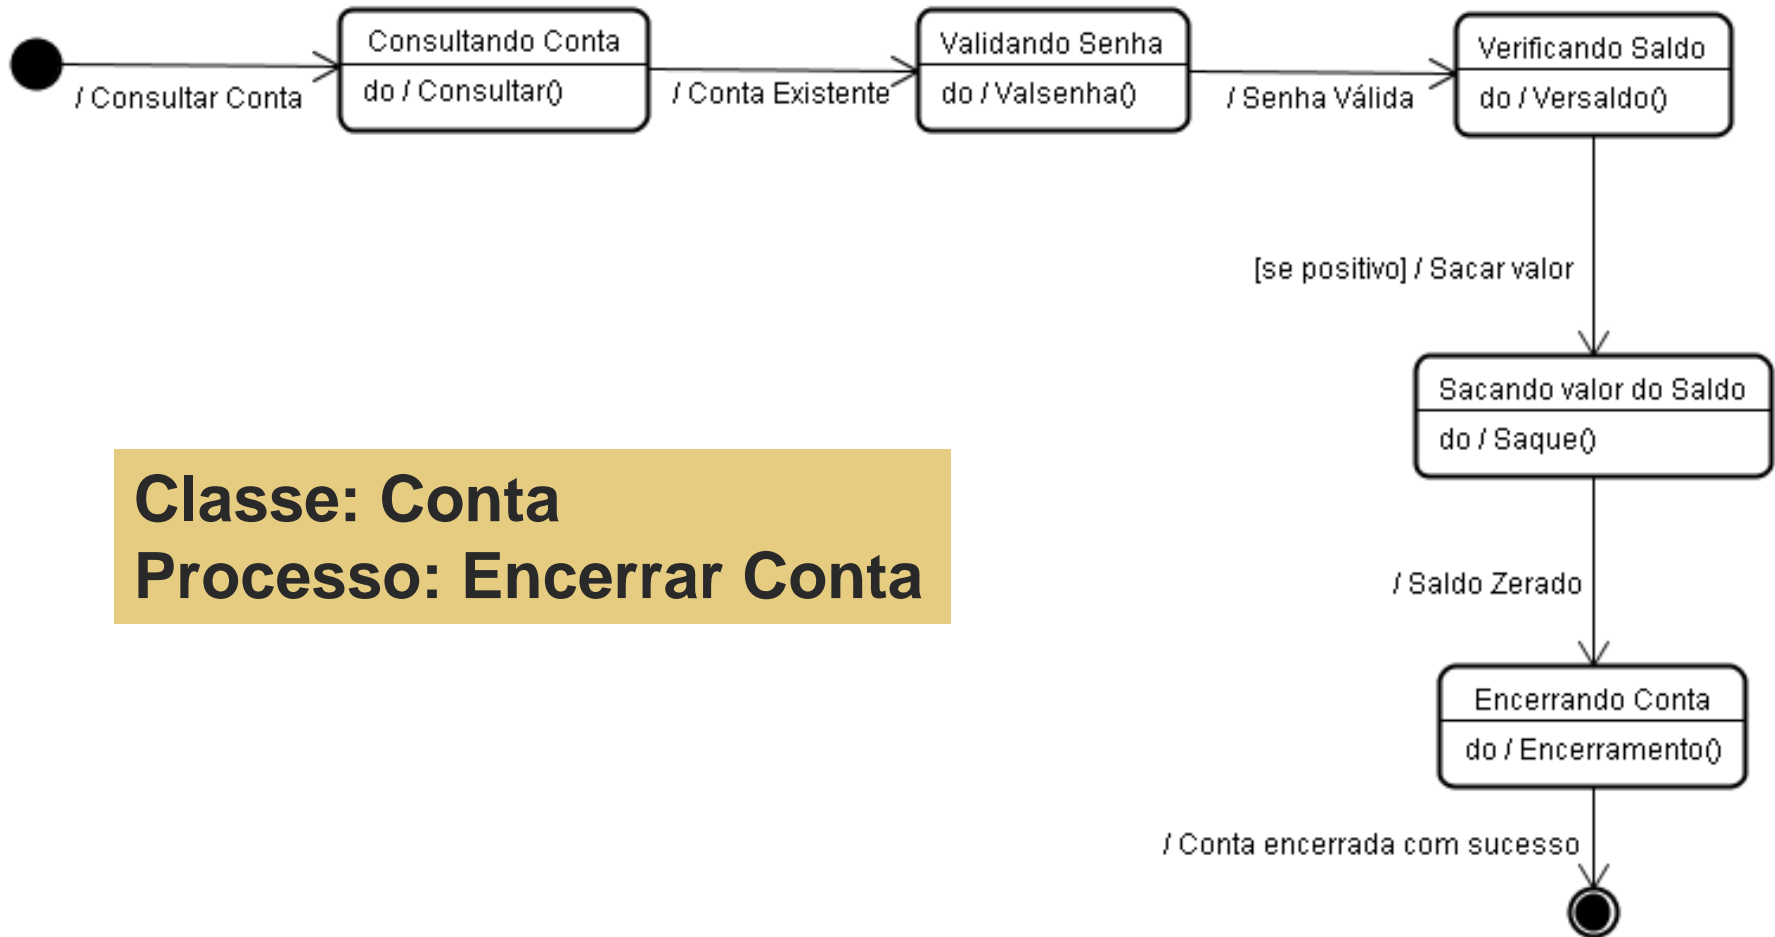 Consultando Conta
do / Consultar()
Validando Senha
do / Valsenha()
Verificando Saldo
do / Versaldo()
/ Consultar Conta
/ Conta Existente
/ Senha Válida
[se positivo] / Sacar valor
Sacando valor do Saldo
do / Saque()
Classe: Conta
Processo: Encerrar Conta
/ Saldo Zerado
Encerrando Conta
do / Encerramento()
/ Conta encerrada com sucesso